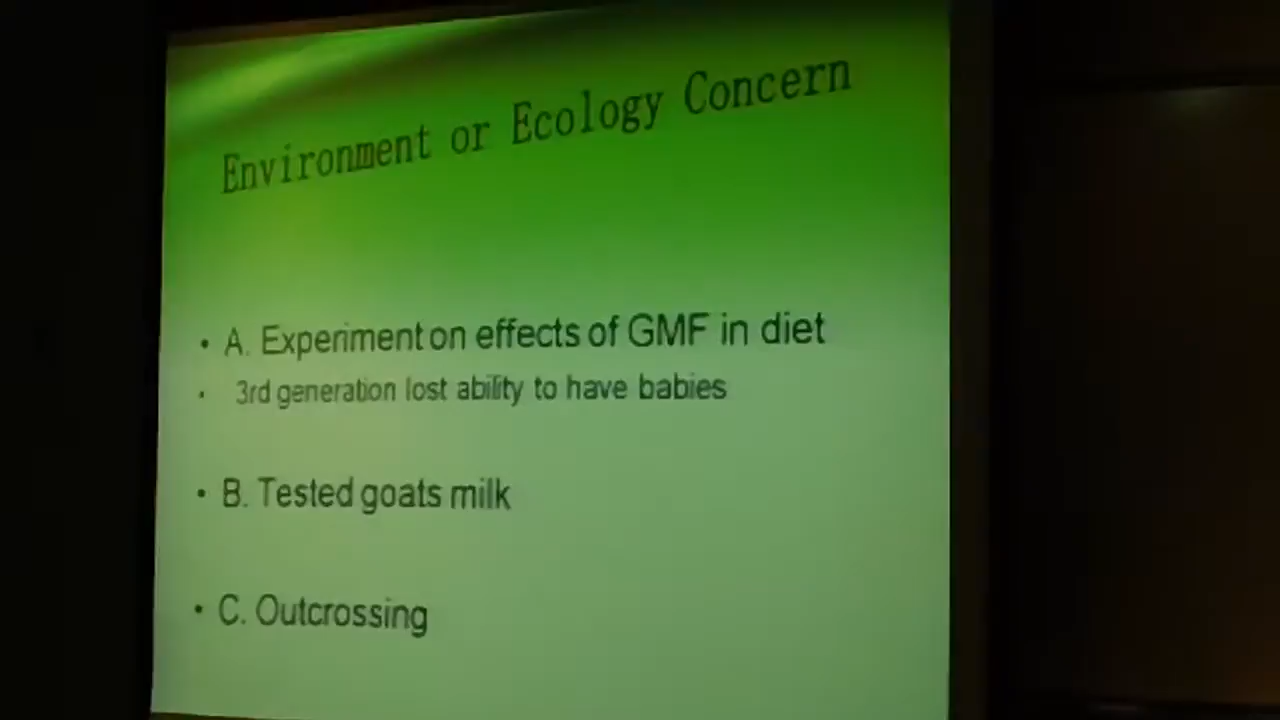 Environment or Ecology Concern
• A. Experiment on effects of GMF in diet
• 3rd generation lost ability to have babies
• B. Tested goats milk
• C. Outcrossing